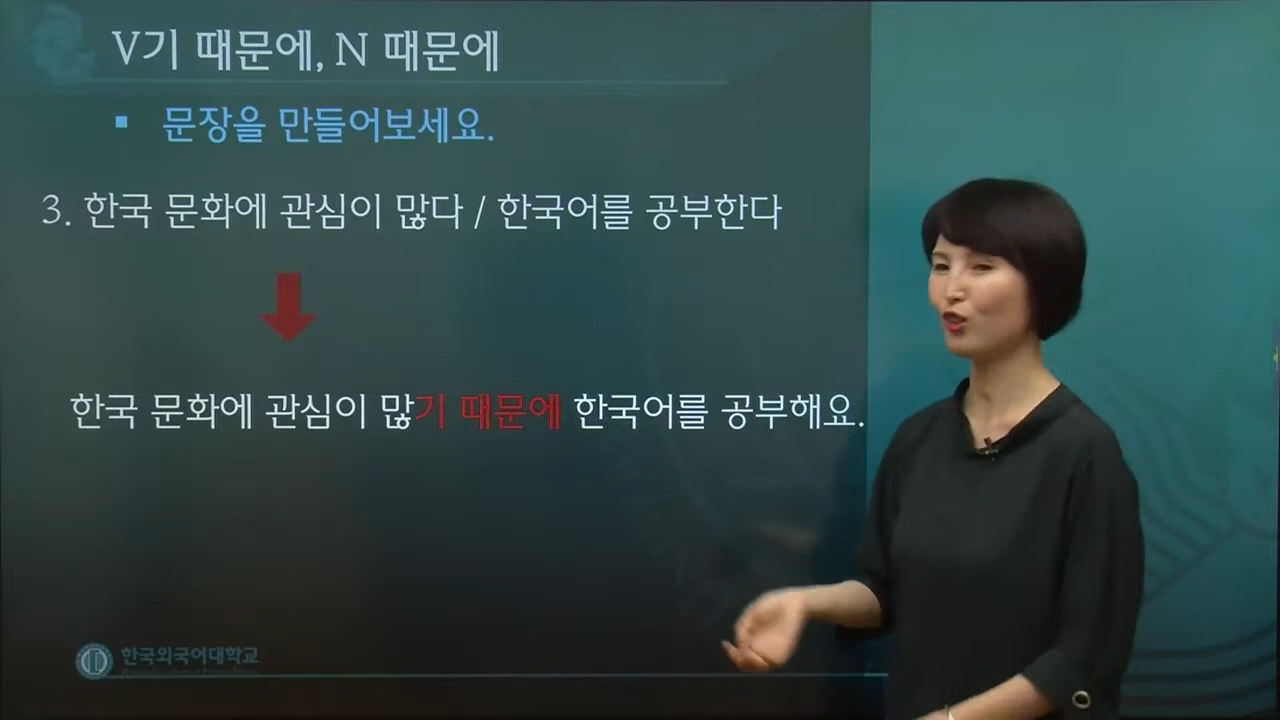 V기 때문에, N 때문에
▪ 문장을 만들어보세요.
3. 한국 문화에 관심이 많다 / 한국어를 공부한다
한국 문화에 관심이 많기 때문에 한국어를 공부해요.
한국외국어대학교